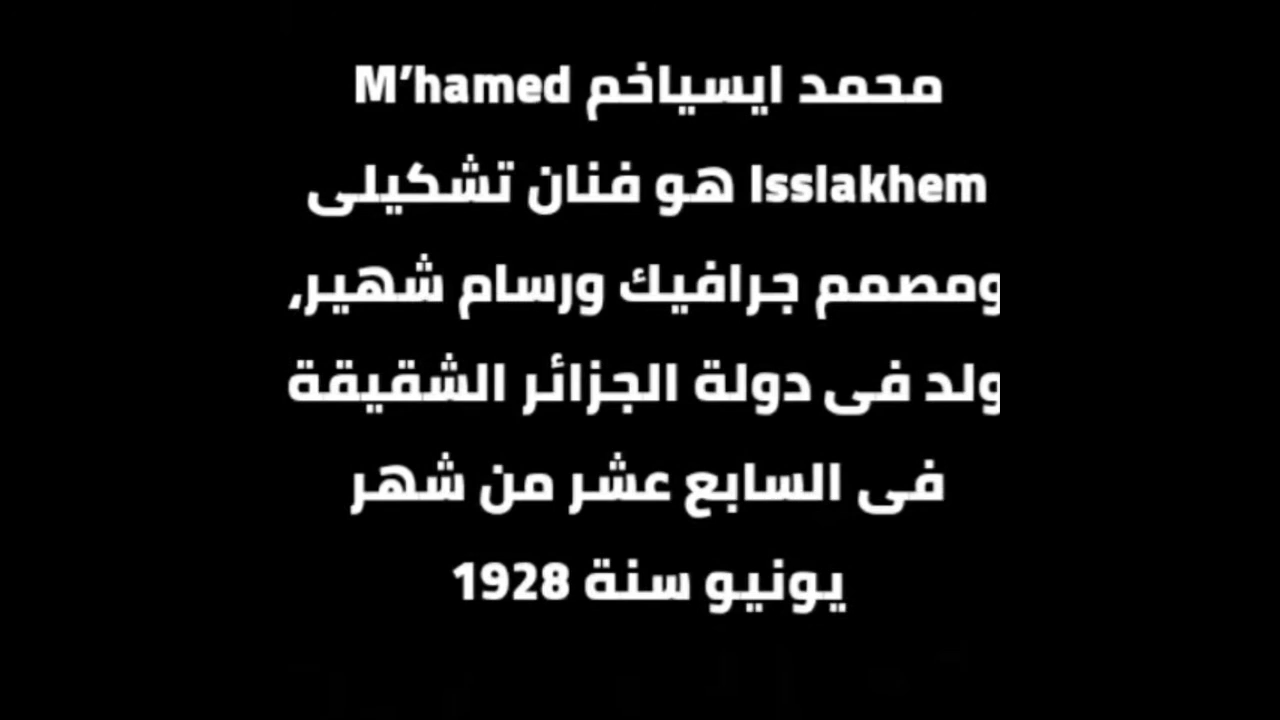 محمد ايسياخم M’hamed
Isslakhem هو فنان تشكيلى
ومصمم جرافيك ورسام شهير,
ولد فى دولة الجزائر الشقيقة
فى السابع عشر من شهر
يونيو سنة 1928